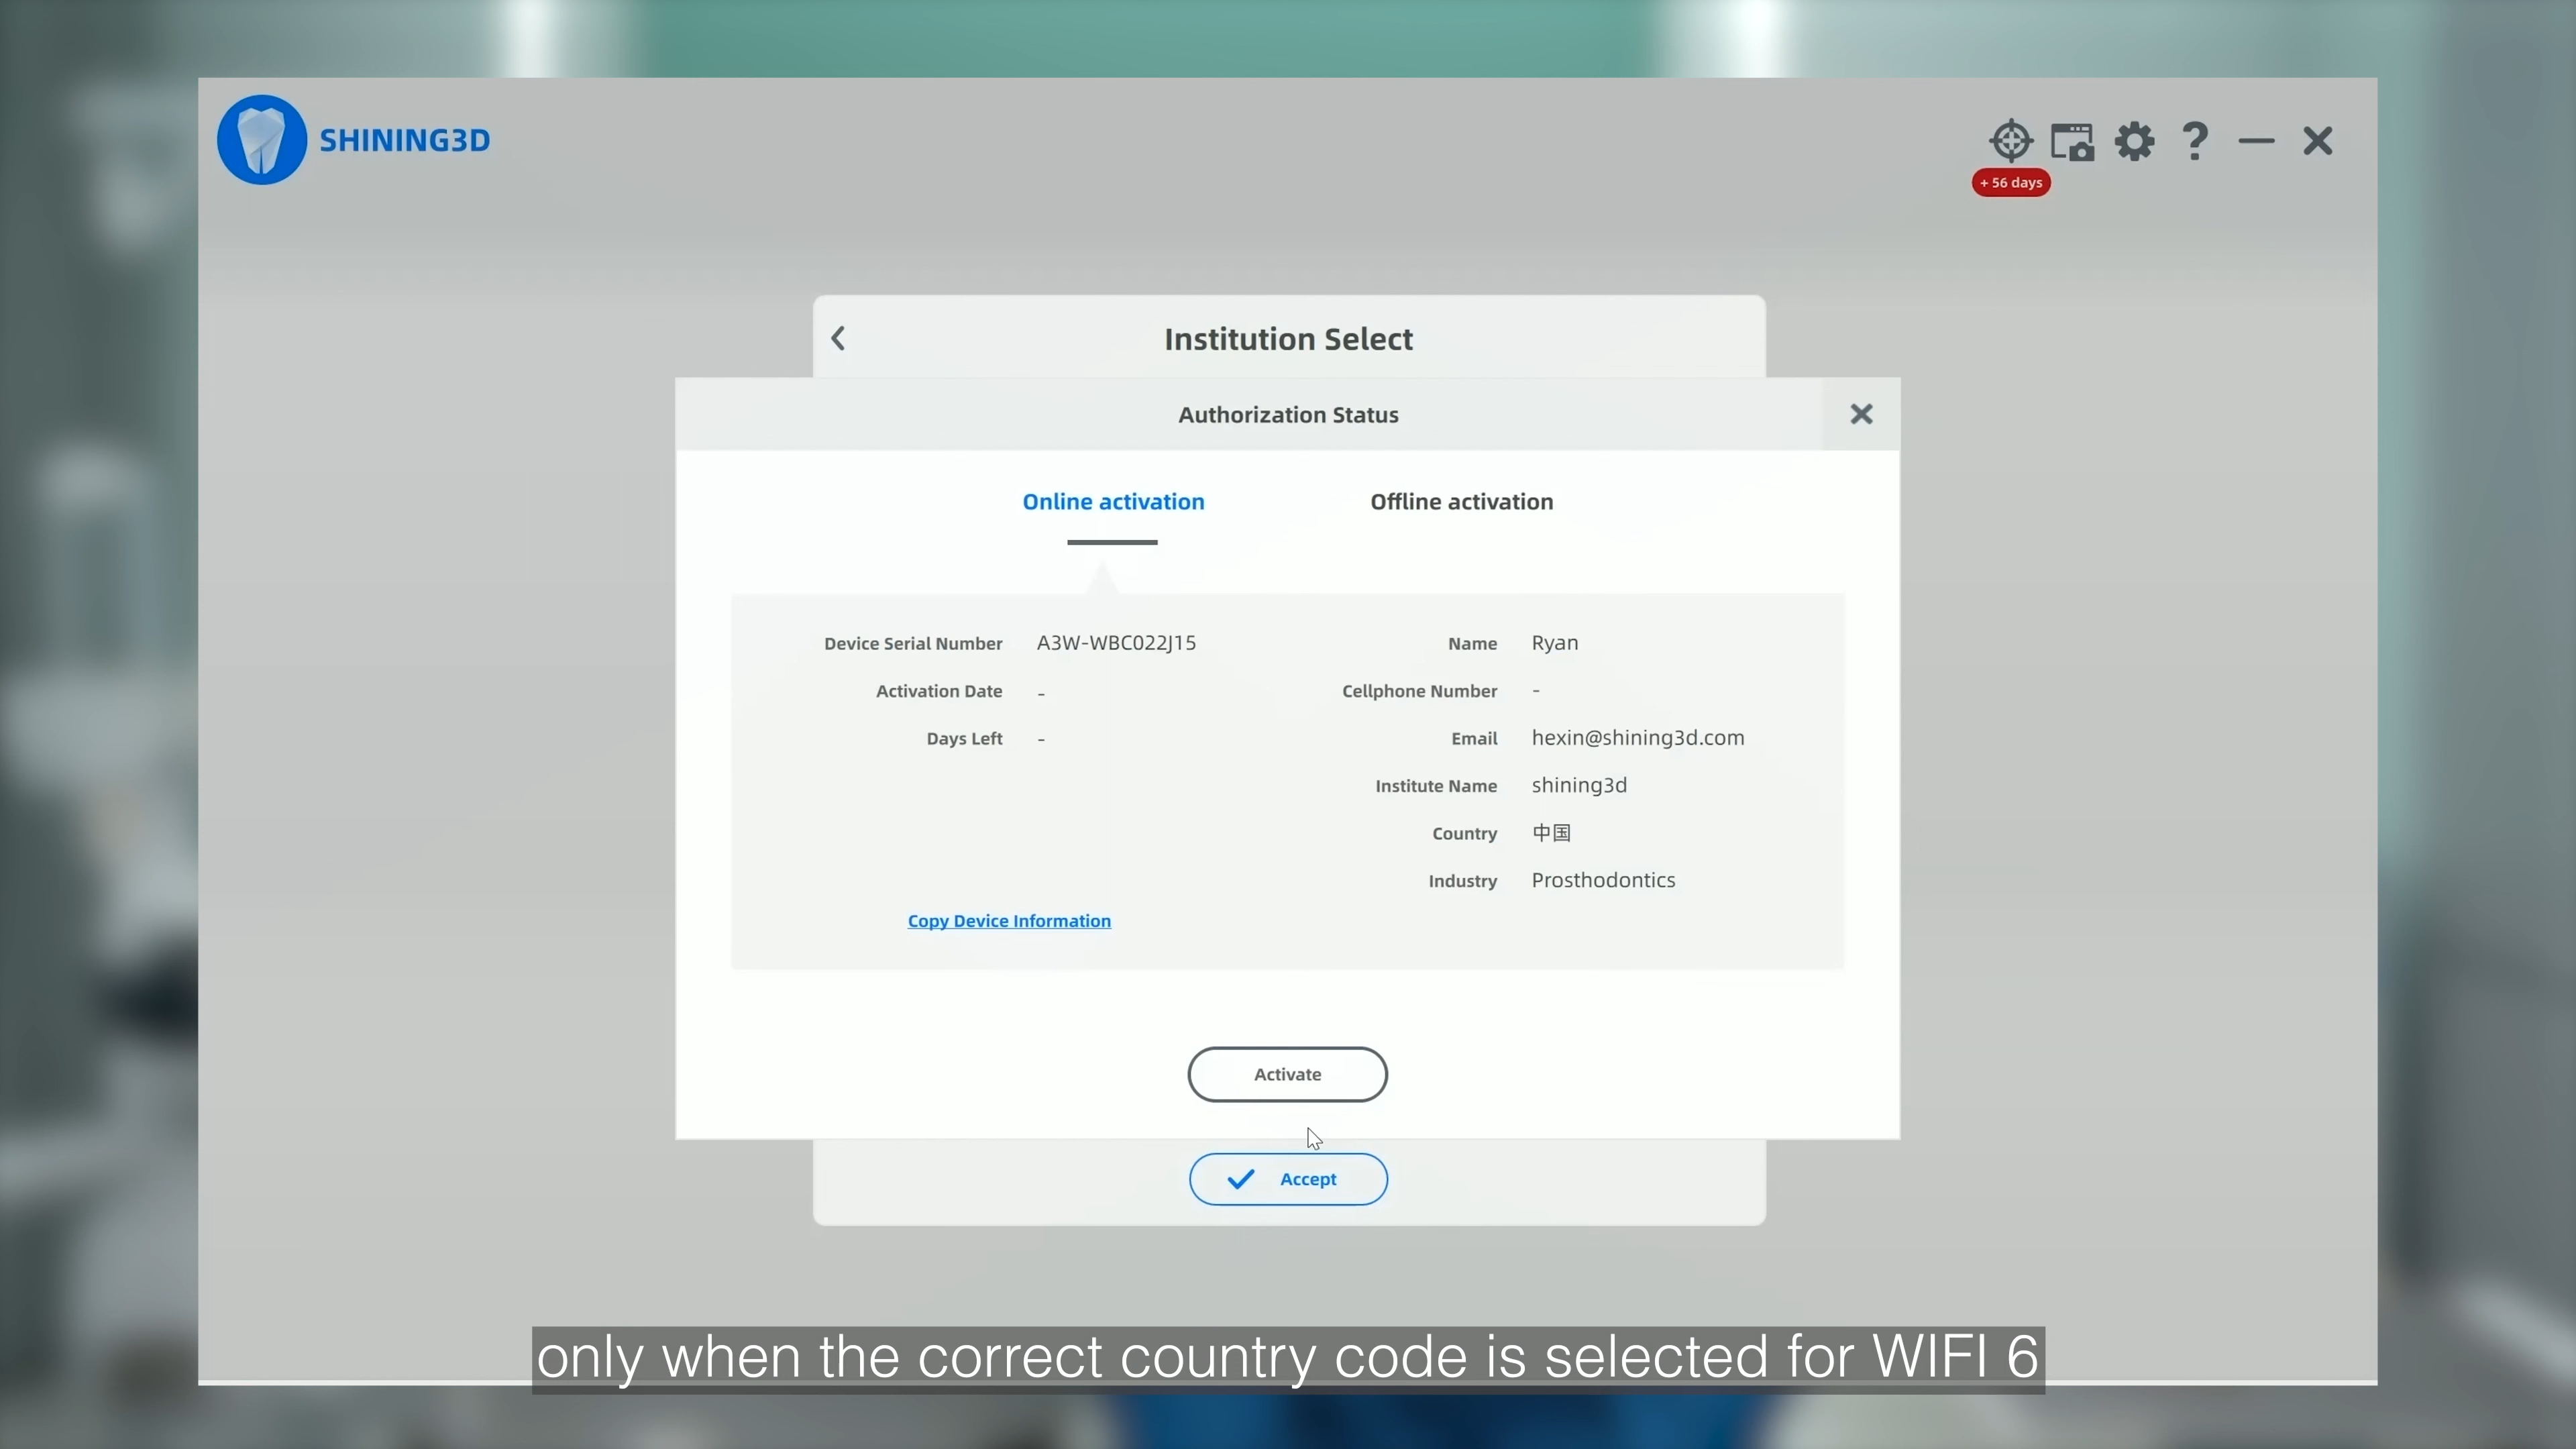 SHINING3D
+ 56 days
Institution Select
Authorization Status
Online activation
Offline activation
Device Serial Number A3W-WBC022J15
Activation Date -
Days Left -
Copy Device Information
Name Ryan
Cellphone Number -
Email hexin@shining3d.com
Institute Name shining3d
Country 中国
Industry Prosthodontics
Activate
Accept
only when the correct country code is selected for WIFI 6